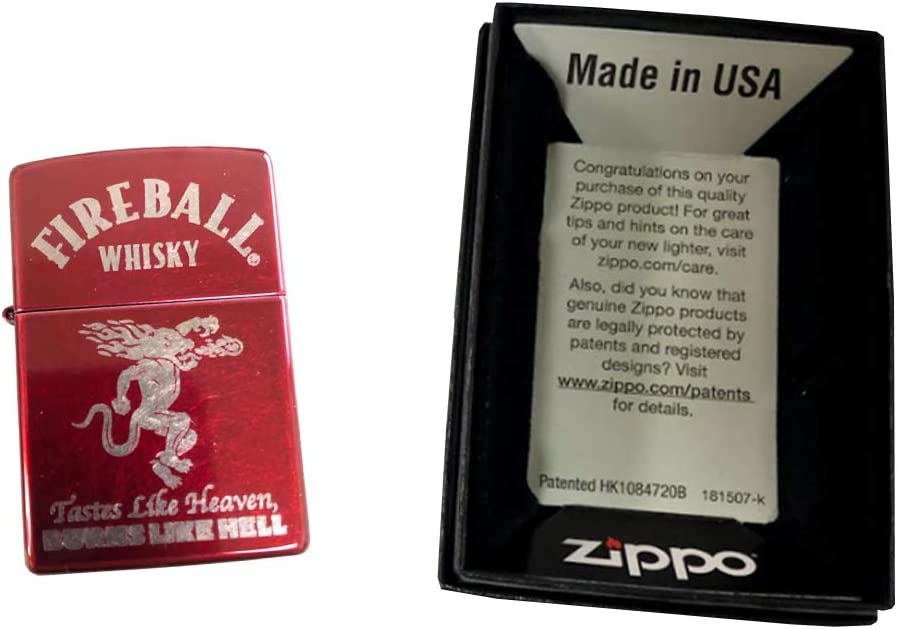 FIREBALL®
WHISKY
Tastes Like Heaven,
BURNS LIKE HELL
Made in USA
Congratulations on your
purchase of this quality
Zippo product! For great
tips and hints on the care
of your new lighter, visit
zippo.com/care.
Also, did you know that
genuine Zippo products
are legally protected by
patents and registered
designs? Visit
www.zippo.com/patents
for details.
Patented HK1084720B 181507-k
zippo